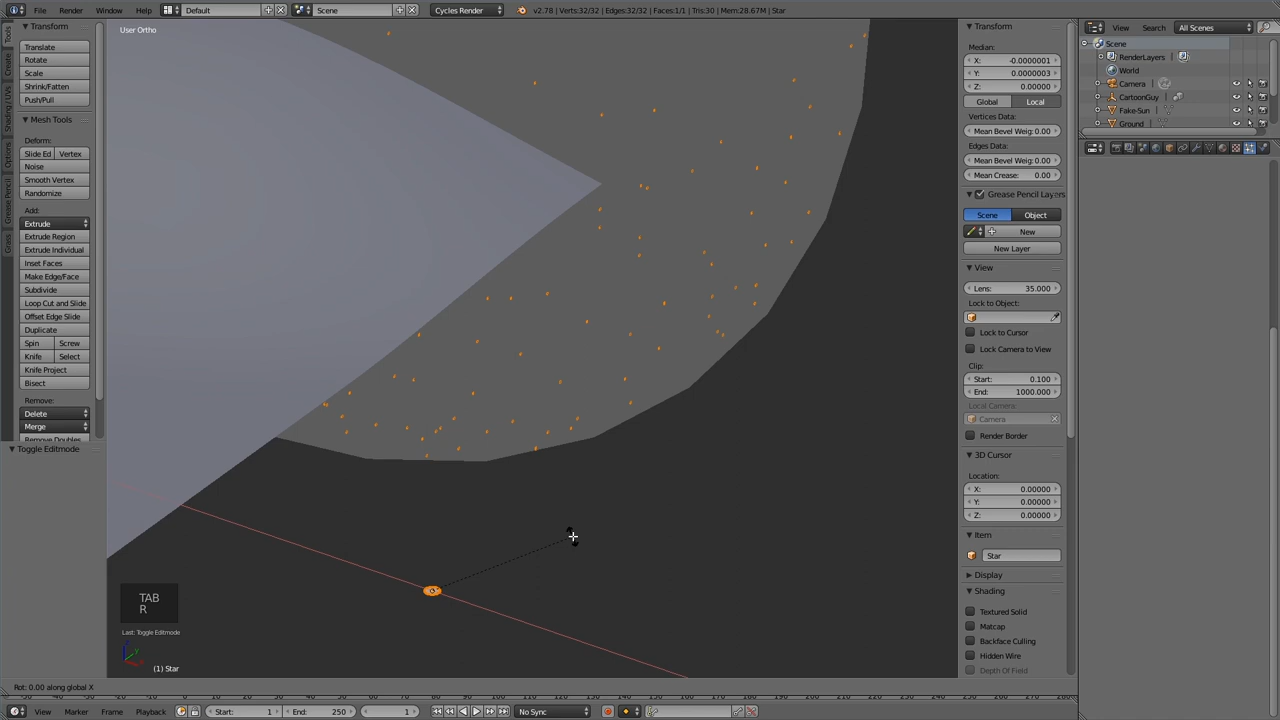 File Render Window Help Default Scene Cycles Render v2.78 | Verts:32/32 | Edges:32/32 | Faces:1/1 | Tris:30 | Mem:28.67M | Star
View Search All Scenes
Tools Create Shading / UVs Options Grease Pencil Grass
Transform
Translate
Rotate
Scale
Shrink/Fatten
Push/Pull
Mesh Tools
Deform:
Slide Ed Vertex
Noise
Smooth Vertex
Randomize
Add:
Extrude
Extrude Region
Extrude Individual
Inset Faces
Make Edge/Face
Subdivide
Loop Cut and Slide
Offset Edge Slide
Duplicate
Spin Screw
Knife Select
Knife Project
Bisect
Remove:
Delete
Merge
Remove Doubles
Toggle Editmode
User Ortho
TAB
R
Last: Toggle Editmode
(1) Star
Rot: 0.00 along global X
Transform
Median:
X: -0.0000001
Y: 0.0000003
Z: 0.00000
Global Local
Vertices Data:
Mean Bevel Weig: 0.00
Edges Data:
Mean Bevel Weig: 0.00
Mean Crease: 0.00
Grease Pencil Layers
Scene Object
New
New Layer
View
Lens: 35.000
Lock to Object:
Lock to Cursor
Lock Camera to View
Clip:
Start: 0.100
End: 1000.000
Local Camera:
Camera
Render Border
3D Cursor
Location:
X: 0.00000
Y: 0.00000
Z: 0.00000
Item
Star
Display
Shading
Textured Solid
Matcap
Backface Culling
Hidden Wire
Depth Of Field
Scene
RenderLayers
World
Camera
CartoonGuy
Fake-Sun
Ground
View Marker Frame Playback Start: 1 End: 250 1 No Sync